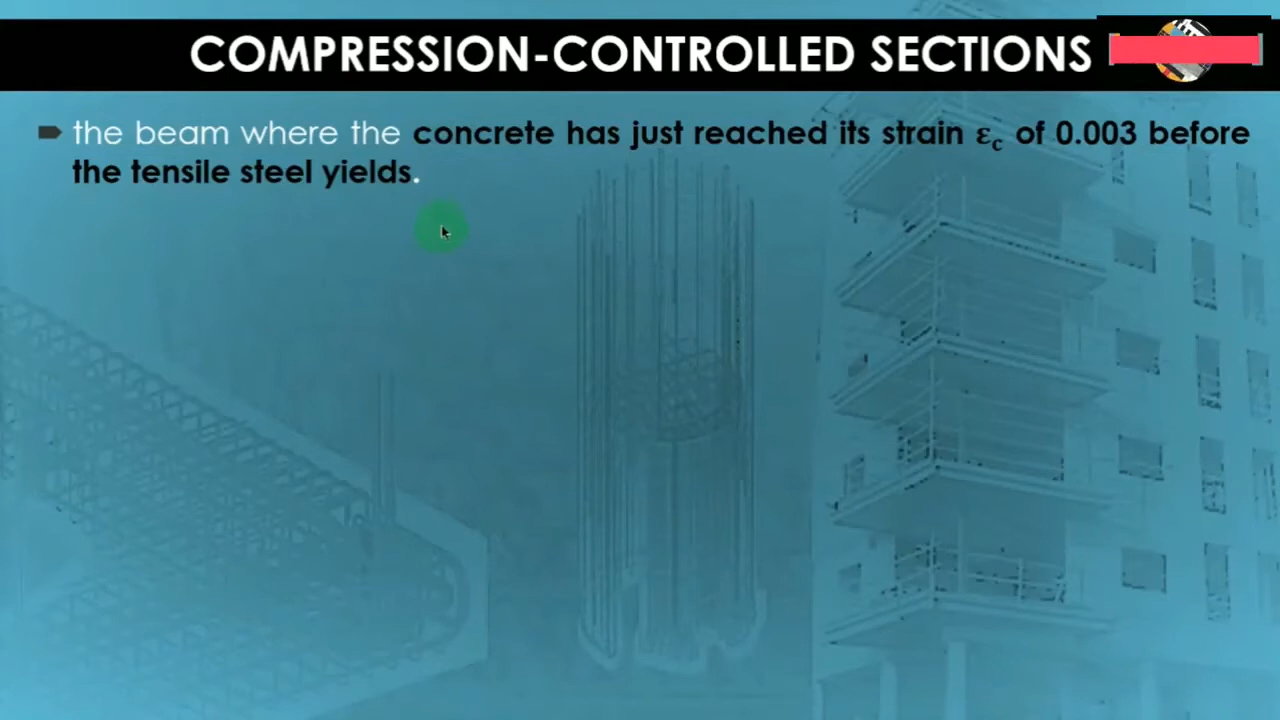 COMPRESSION-CONTROLLED SECTIONS
the beam where the concrete has just reached its strain εc of 0.003 before
the tensile steel yields.